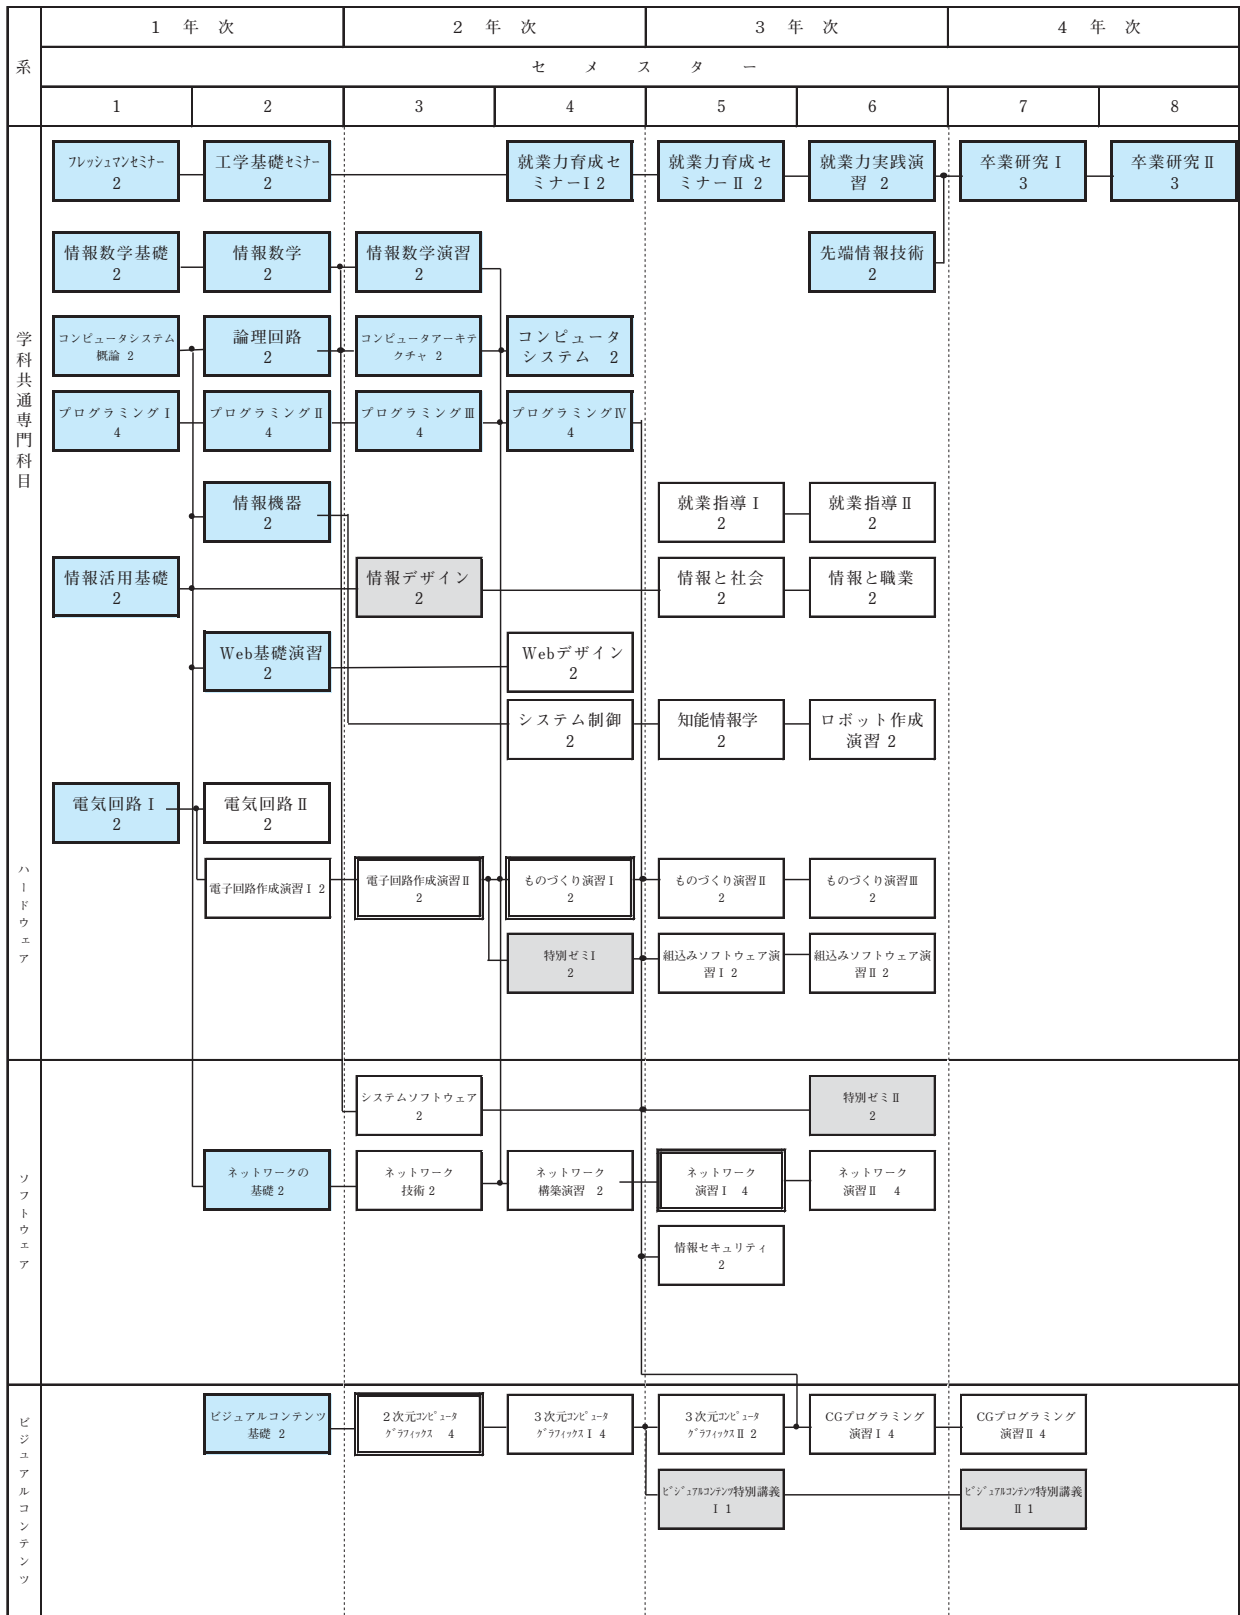 系
1 年 次
2 年 次
3 年 次
4 年 次
セ メ ス タ ー
1
2
3
4
5
6
7
8
学科共通専門科目
フレッシュマンセミナー
2
工学基礎セミナー
2
就業力育成セ
ミナーⅠ 2
就業力育成セ
ミナーⅡ 2
就業力実践演
習 2
卒業研究Ⅰ
3
卒業研究Ⅱ
3
情報数学基礎
2
情報数学
2
情報数学演習
2
先端情報技術
2
コンピュータシステム
概論 2
論理回路
2
コンピュータアーキテ
クチャ 2
コンピュータ
システム 2
プログラミングⅠ
4
プログラミングⅡ
4
プログラミングⅢ
4
プログラミングⅣ
4
情報機器
2
就業指導Ⅰ
2
就業指導Ⅱ
2
情報活用基礎
2
情報デザイン
2
情報と社会
2
情報と職業
2
Web基礎演習
2
Webデザイン
2
システム制御
2
知能情報学
2
ロボット作成
演習 2
ハードウェア
電気回路Ⅰ
2
電気回路Ⅱ
2
電子回路作成演習Ⅰ 2
電子回路作成演習Ⅱ
2
ものづくり演習Ⅰ
2
ものづくり演習Ⅱ
2
ものづくり演習Ⅲ
2
特別ゼミⅠ
2
組込みソフトウェア演
習Ⅰ 2
組込みソフトウェア演
習Ⅱ 2
ソフトウェア
システムソフトウェア
2
特別ゼミⅡ
2
ネットワークの
基礎 2
ネットワーク
技術 2
ネットワーク
構築演習 2
ネットワーク
演習Ⅰ 4
ネットワーク
演習Ⅱ 4
情報セキュリティ
2
ビジュアルコンテンツ
ビジュアルコンテンツ
基礎 2
2次元コンピュータ
グラフィックス 4
3次元コンピュータ
グラフィックスⅠ 4
3次元コンピュータ
グラフィックスⅡ 2
CGプログラミング
演習Ⅰ 4
CGプログラミング
演習Ⅱ 4
ビジュアルコンテンツ特別講義
Ⅰ 1
ビジュアルコンテンツ特別講義
Ⅱ 1